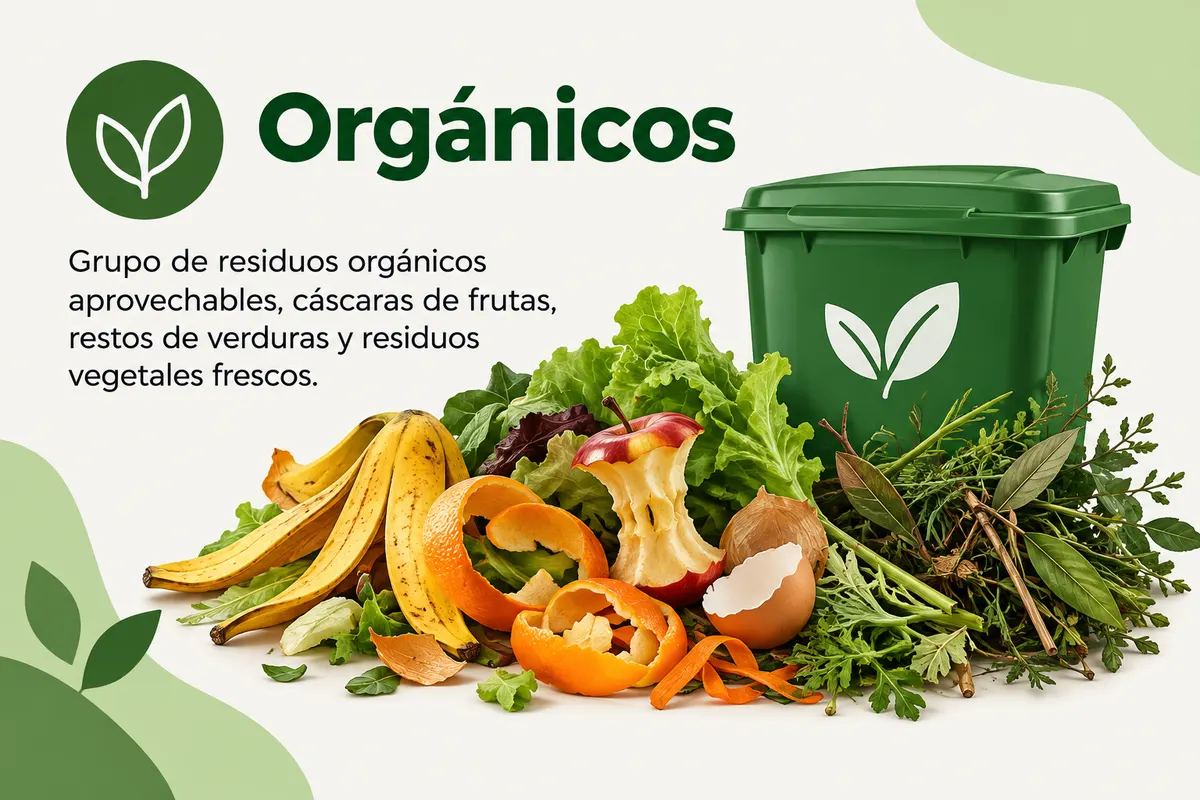 Orgánicos
Grupo de residuos orgánicos
aprovechables, cáscaras de frutas,
restos de verduras y residuos
vegetales frescos.